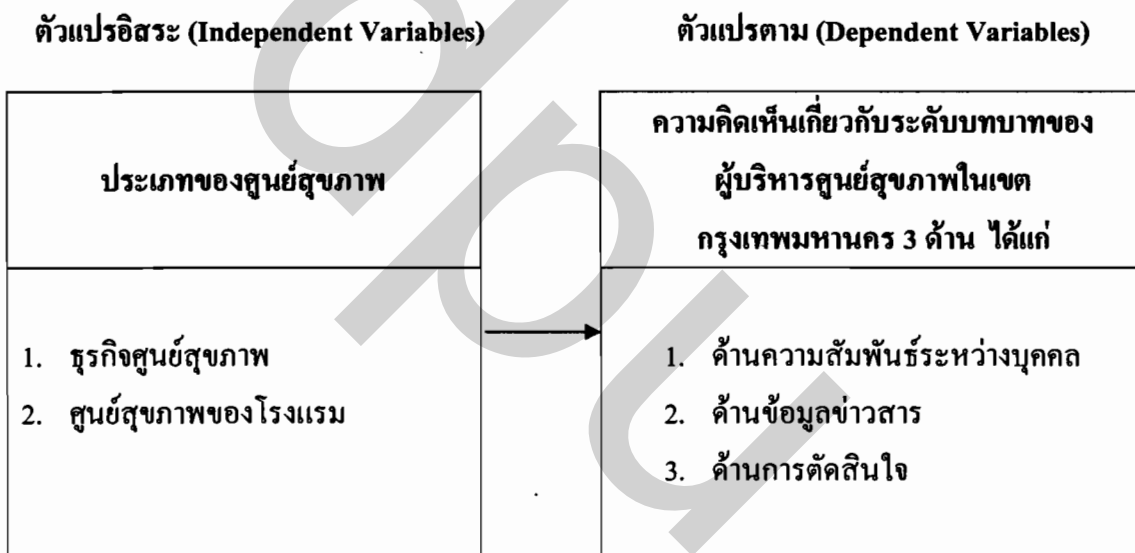 ตัวแปรอิสระ (Independent Variables)
ตัวแปรตาม (Dependent Variables)
ประเภทของศูนย์สุขภาพ
ความคิดเห็นเกี่ยวกับระดับบทบาทของ
ผู้บริหารศูนย์สุขภาพในเขต
กรุงเทพมหานคร 3 ด้าน ได้แก่
1. ธุรกิจศูนย์สุขภาพ
2. ศูนย์สุขภาพของโรงแรม
1. ด้านความสัมพันธ์ระหว่างบุคคล
2. ด้านข้อมูลข่าวสาร
3. ด้านการตัดสินใจ
dpu